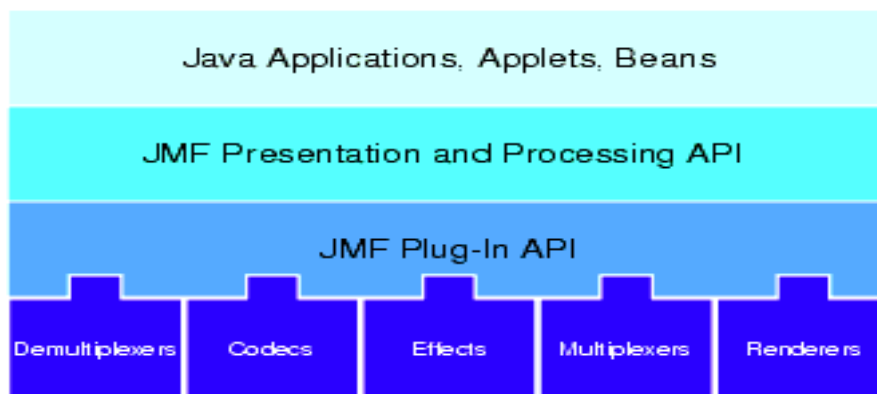 Java Applications, Applets, Beans
JMF Presentation and Processing API
JMF Plug-In API
Demultiplexers
Codecs
Effects
Multiplexers
Renderers